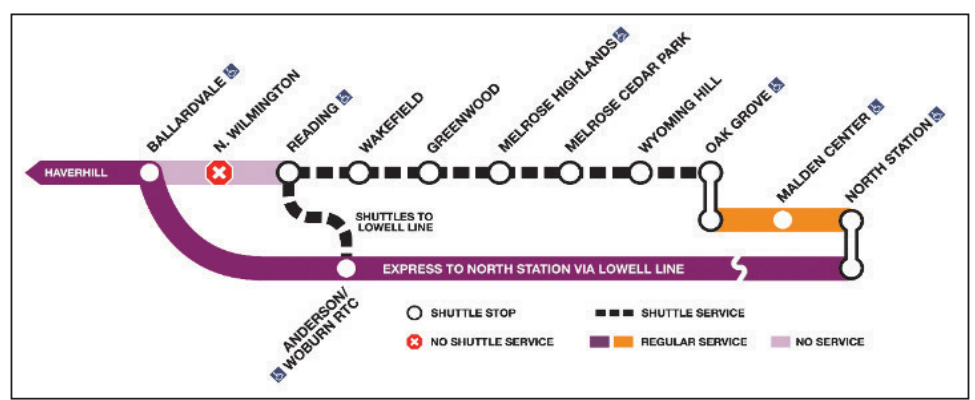 BALLARDVALE
N. WILMINGTON
READING
WAKEFIELD
GREENWOOD
MELROSE HIGHLANDS
MELROSE CEDAR PARK
WYOMING HILL
OAK GROVE
MALDEN CENTER
NORTH STATION
HAVERHILL
SHUTTLES TO
LOWELL LINE
EXPRESS TO NORTH STATION VIA LOWELL LINE
ANDERSON/
WOBURN RTC
SHUTTLE STOP
SHUTTLE SERVICE
NO SHUTTLE SERVICE
REGULAR SERVICE
NO SERVICE